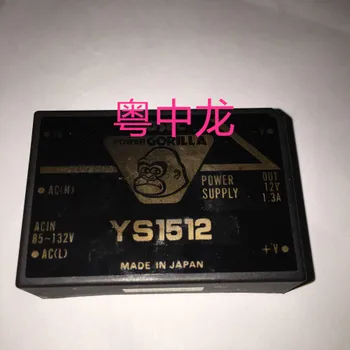 粤中龙
POWER GORILLA
-V
AC(N)
POWER
SUPPLY
OUT
12V
1.3A
ACIN
85~132V
AC(L)
YS1512
+V
MADE IN JAPAN